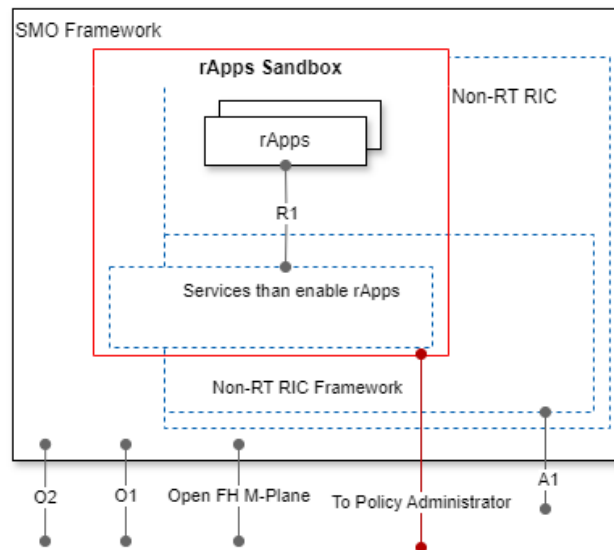 SMO Framework
rApps Sandbox
Non-RT RIC
rApps
R1
Services than enable rApps
Non-RT RIC Framework
O2
O1
Open FH M-Plane
To Policy Administrator
A1